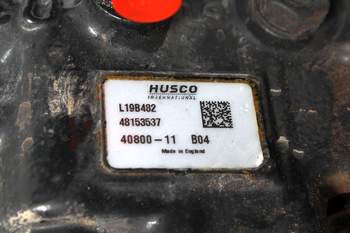 HUSCO
INTERNATIONAL
L19B482
48153537
40800-11 B04
Made in England